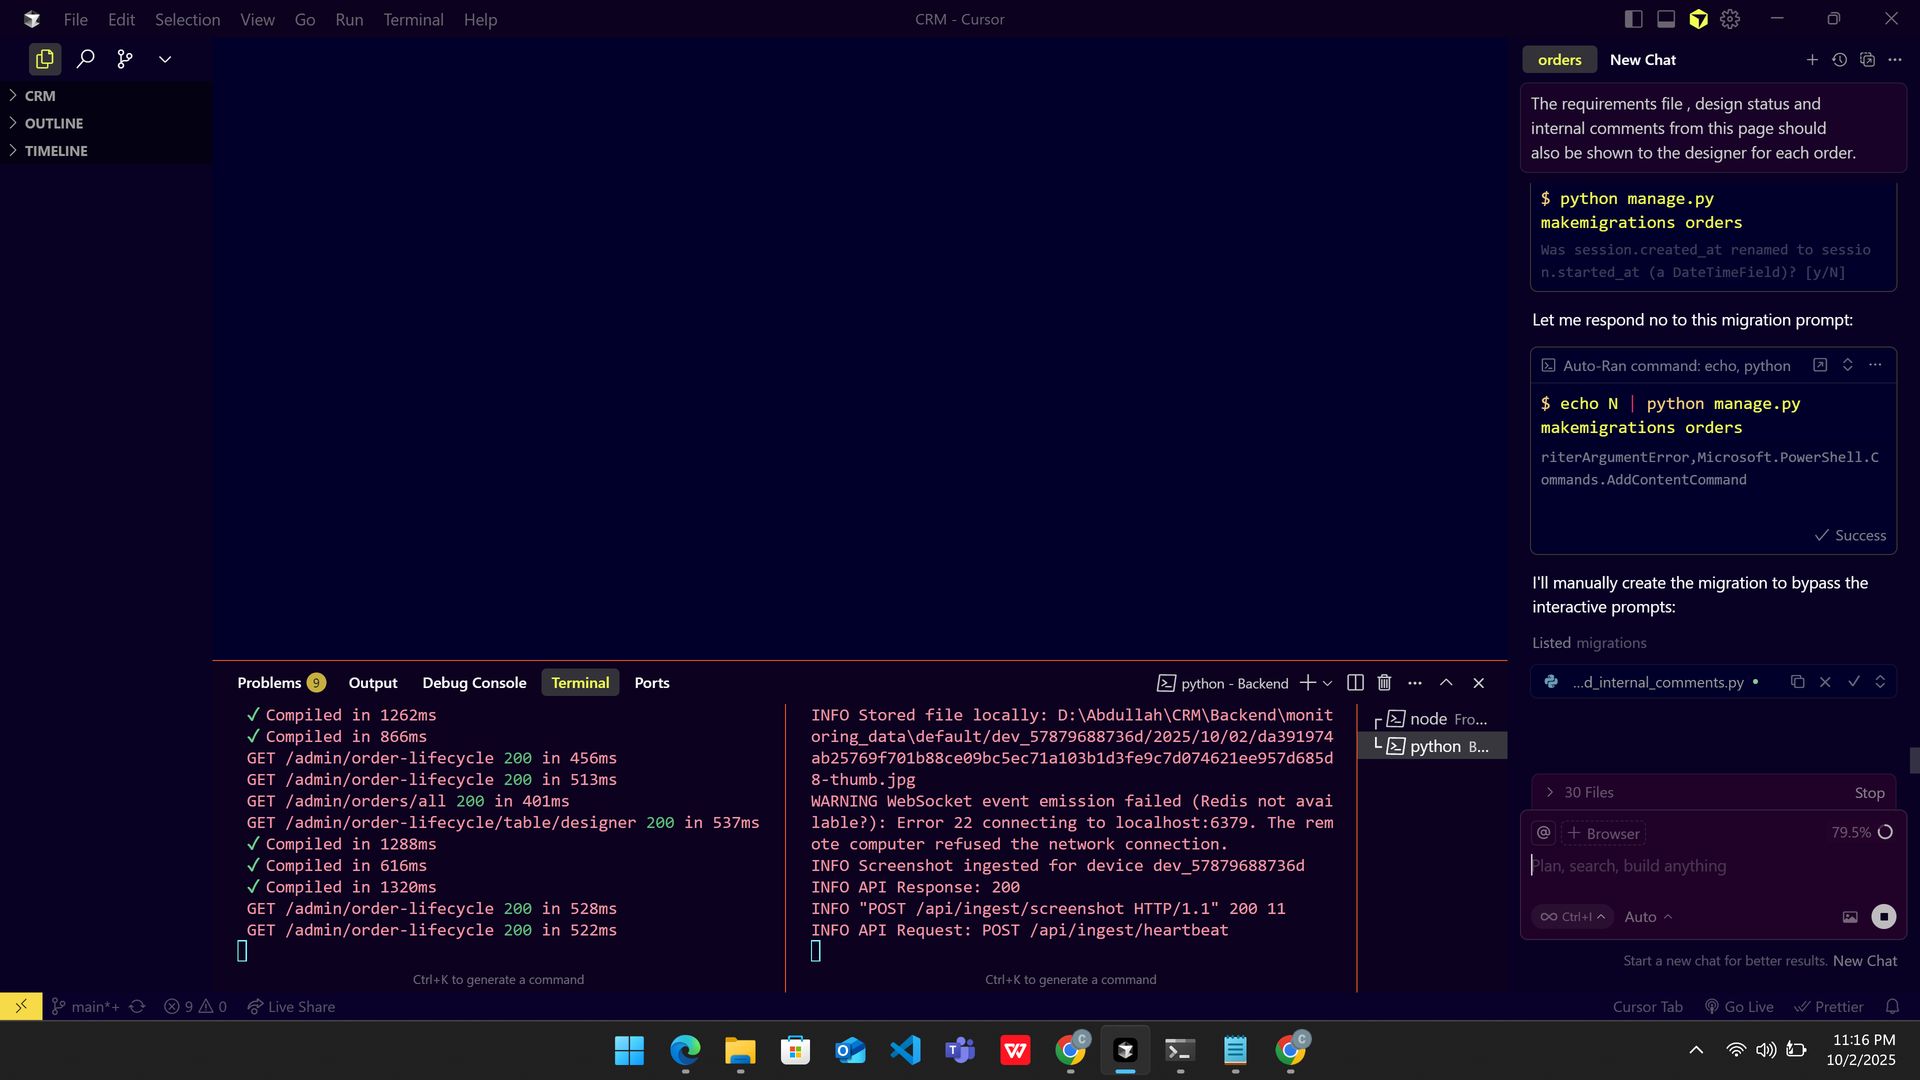 File Edit Selection View Go Run Terminal Help
CRM - Cursor
CRM
OUTLINE
TIMELINE
orders New Chat
The requirements file , design status and
internal comments from this page should
also be shown to the designer for each order.
$ python manage.py
makemigrations orders
Was session.created_at renamed to sessio
n.started_at (a DateTimeField)? [y/N]
Let me respond no to this migration prompt:
Auto-Ran command: echo, python
$ echo N | python manage.py
makemigrations orders
riterArgumentError,Microsoft.PowerShell.C
ommands.AddContentCommand
Success
I'll manually create the migration to bypass the
interactive prompts:
Listed migrations
...d_internal_comments.py
30 Files Stop
@ + Browser 79.5%
Plan, search, build anything
∞ Ctrl+I Auto
Start a new chat for better results. New Chat
Problems 9 Output Debug Console Terminal Ports
python - Backend
✓ Compiled in 1262ms
✓ Compiled in 866ms
GET /admin/order-lifecycle 200 in 456ms
GET /admin/order-lifecycle 200 in 513ms
GET /admin/orders/all 200 in 401ms
GET /admin/order-lifecycle/table/designer 200 in 537ms
✓ Compiled in 1288ms
✓ Compiled in 616ms
✓ Compiled in 1320ms
GET /admin/order-lifecycle 200 in 528ms
GET /admin/order-lifecycle 200 in 522ms
Ctrl+K to generate a command
INFO Stored file locally: D:\Abdullah\CRM\Backend\monit
oring_data\default/dev_57879688736d/2025/10/02/da391974
ab25769f701b88ce09bc5ec71a103b1d3fe9c7d074621ee957d685d
8-thumb.jpg
WARNING WebSocket event emission failed (Redis not avai
lable?): Error 22 connecting to localhost:6379. The rem
ote computer refused the network connection.
INFO Screenshot ingested for device dev_57879688736d
INFO API Response: 200
INFO "POST /api/ingest/screenshot HTTP/1.1" 200 11
INFO API Request: POST /api/ingest/heartbeat
Ctrl+K to generate a command
node Fro...
python B...
main*+ 9 0 Live Share
Cursor Tab Go Live Prettier
11:16 PM
10/2/2025